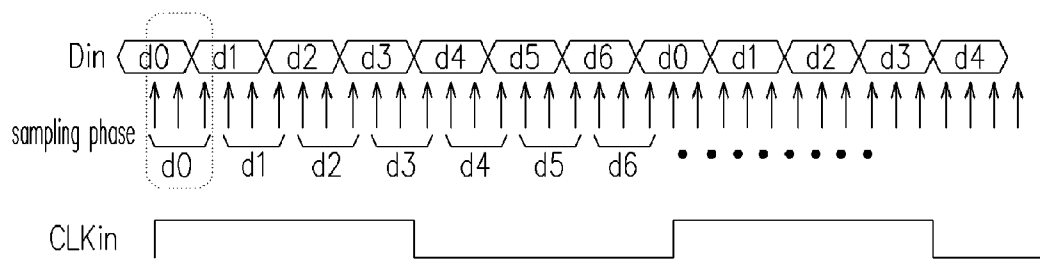 Din d0 d1 d2 d3 d4 d5 d6 d0 d1 d2 d3 d4
sampling phase
d0 d1 d2 d3 d4 d5 d6
CLKin